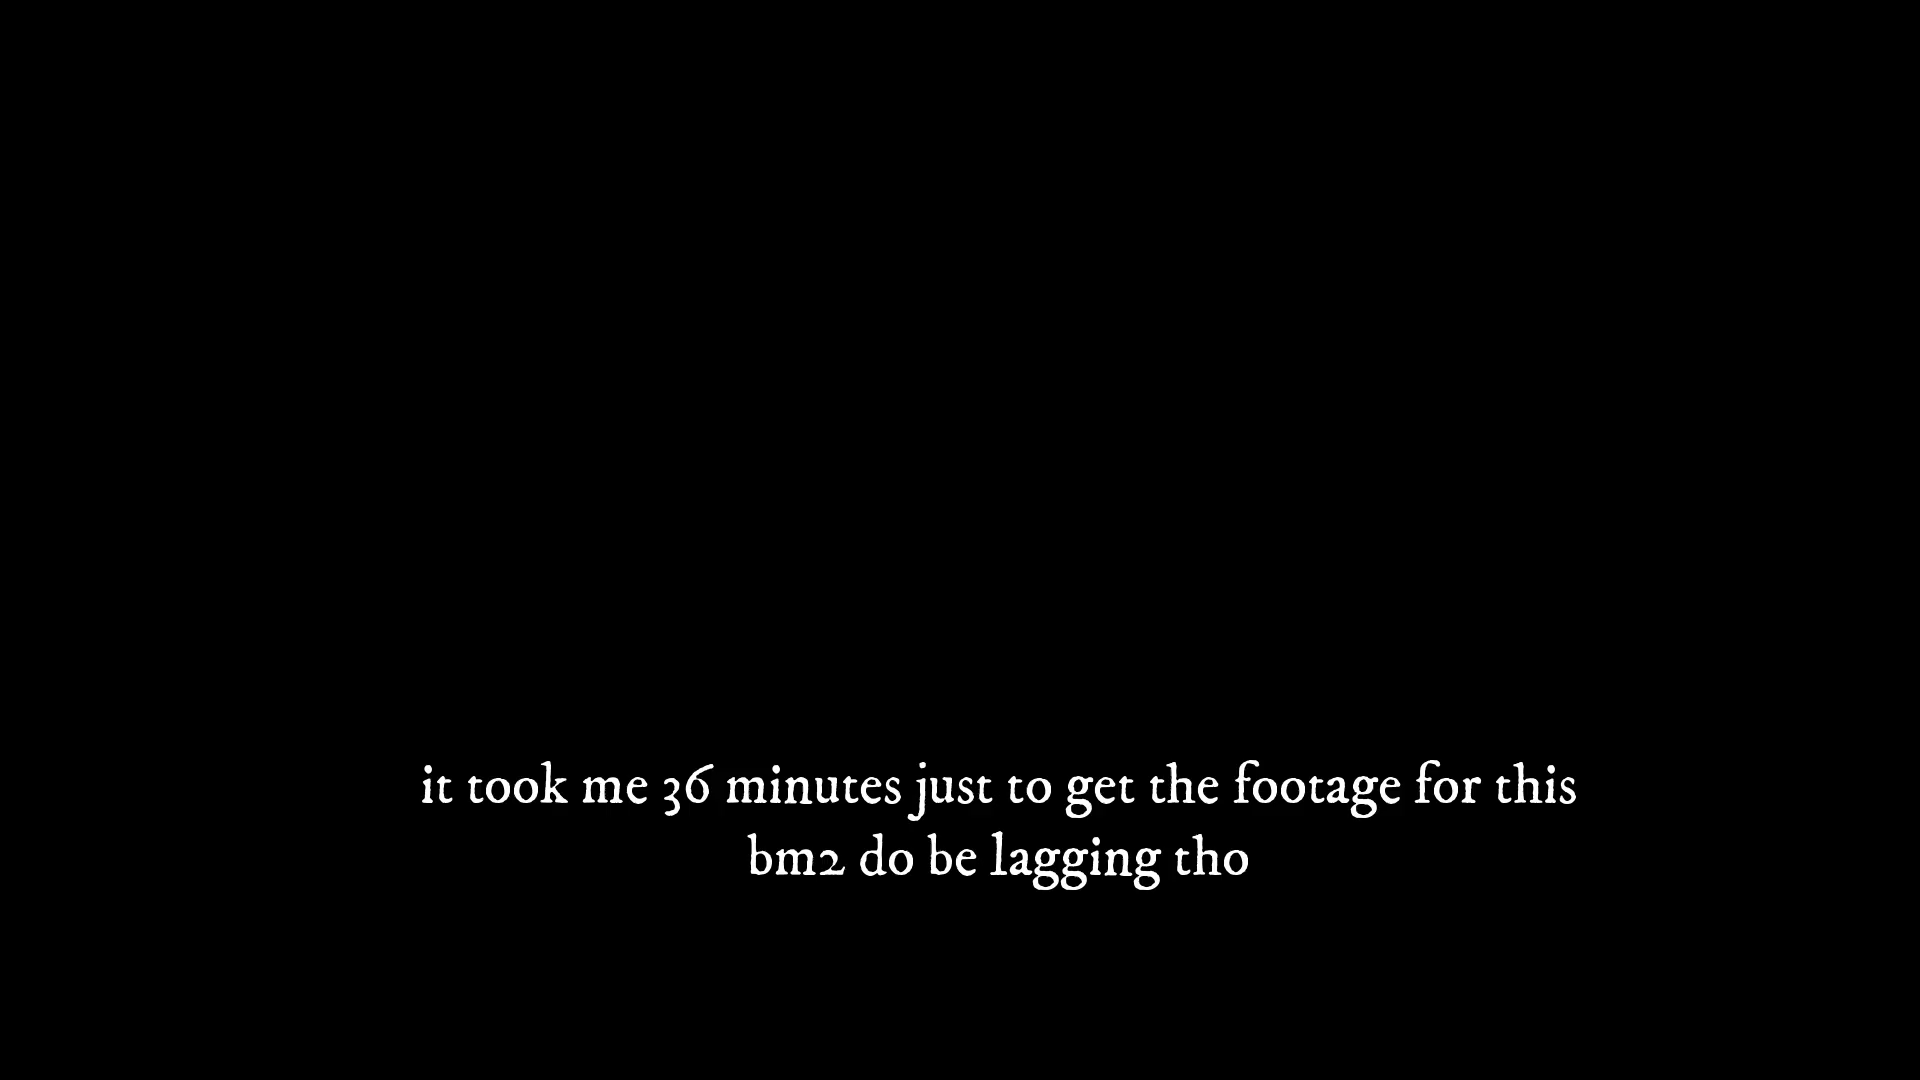 it took me 36 minutes just to get the footage for this
bm2 do be lagging tho